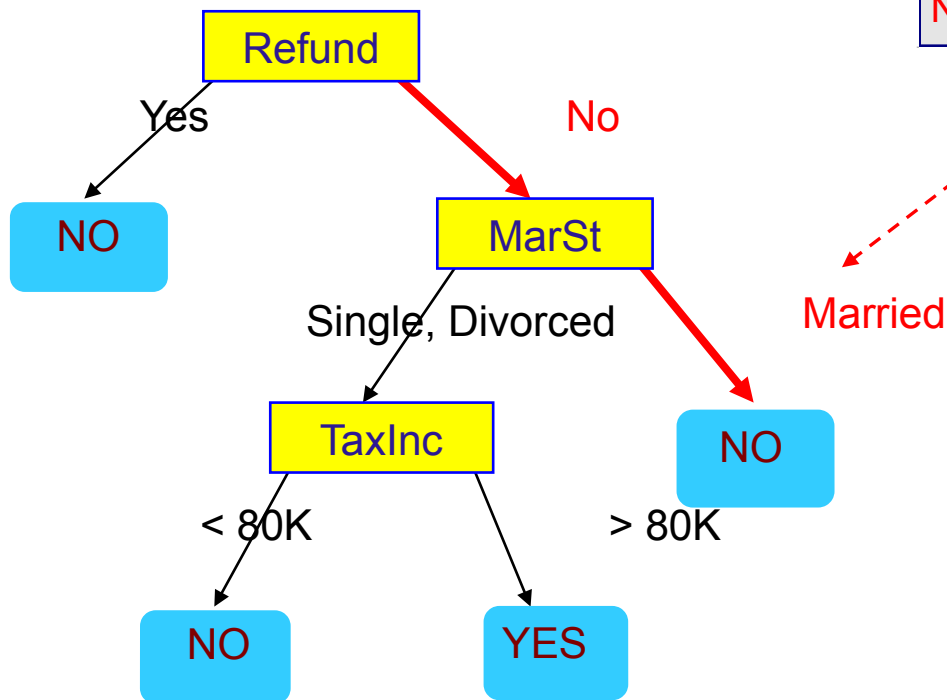 N
Refund
Yes
No
NO
MarSt
Single, Divorced
Married
TaxInc
NO
< 80K
> 80K
NO
YES